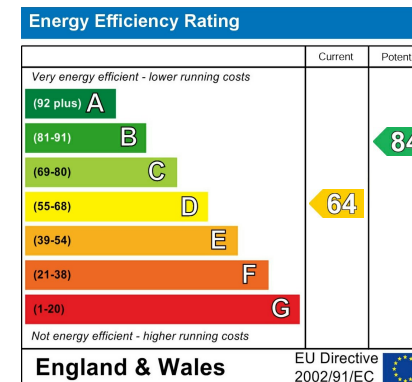 Energy Efficiency Rating
Current Potent
Very energy efficient - lower running costs
(92 plus) A
(81-91) B
84
(69-80) C
(55-68) D
64
(39-54) E
(21-38) F
(1-20) G
Not energy efficient - higher running costs
England & Wales
EU Directive
2002/91/EC